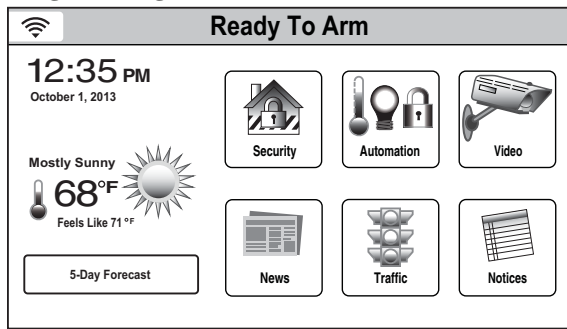 Ready To Arm
12:35 PM
October 1, 2013
Mostly Sunny
68°F
Feels Like 71 °F
5-Day Forecast
Security
Automation
Video
News
Traffic
Notices